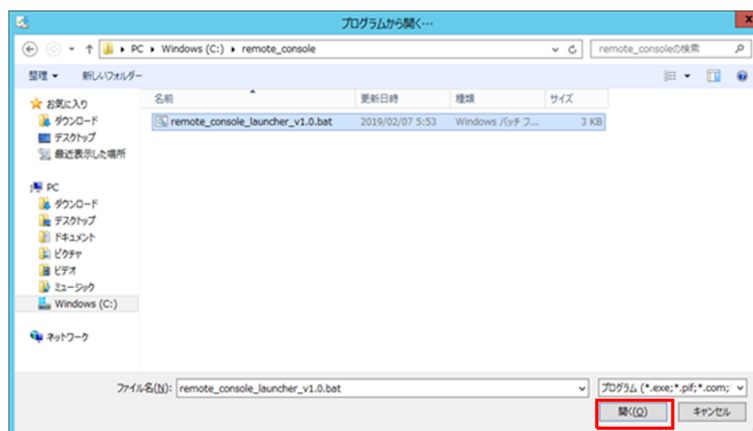 プログラムから開く…
x
PC Windows (C:) remote_console
remote_consoleの検索
整理 新しいフォルダー
名前 更新日時 種類 サイズ
remote_console_launcher_v1.0.bat 2019/02/07 5:53 Windows バッチ フ... 3 KB
お気に入り
ダウンロード
デスクトップ
最近表示した場所
PC
ダウンロード
デスクトップ
ドキュメント
ピクチャ
ビデオ
ミュージック
Windows (C:)
ネットワーク
ファイル名(N): remote_console_launcher_v1.0.bat プログラム (*.exe;*.pif;*.com;
開く(O) キャンセル